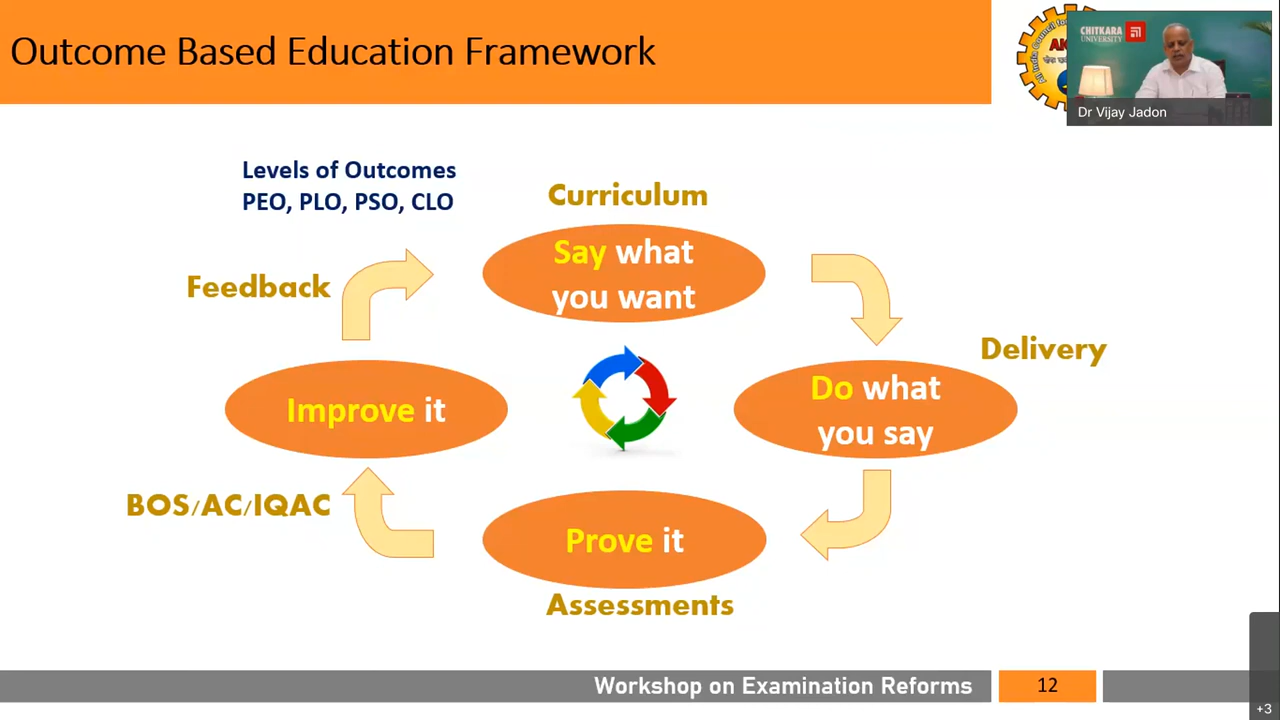 Outcome Based Education Framework
CHITKARA
UNIVERSITY
Dr Vijay Jadon
Levels of Outcomes
PEO, PLO, PSO, CLO
Curriculum
Say what
you want
Feedback
Delivery
Improve it
Do what
you say
BOS/AC/IQAC
Prove it
Assessments
Workshop on Examination Reforms
12
+3